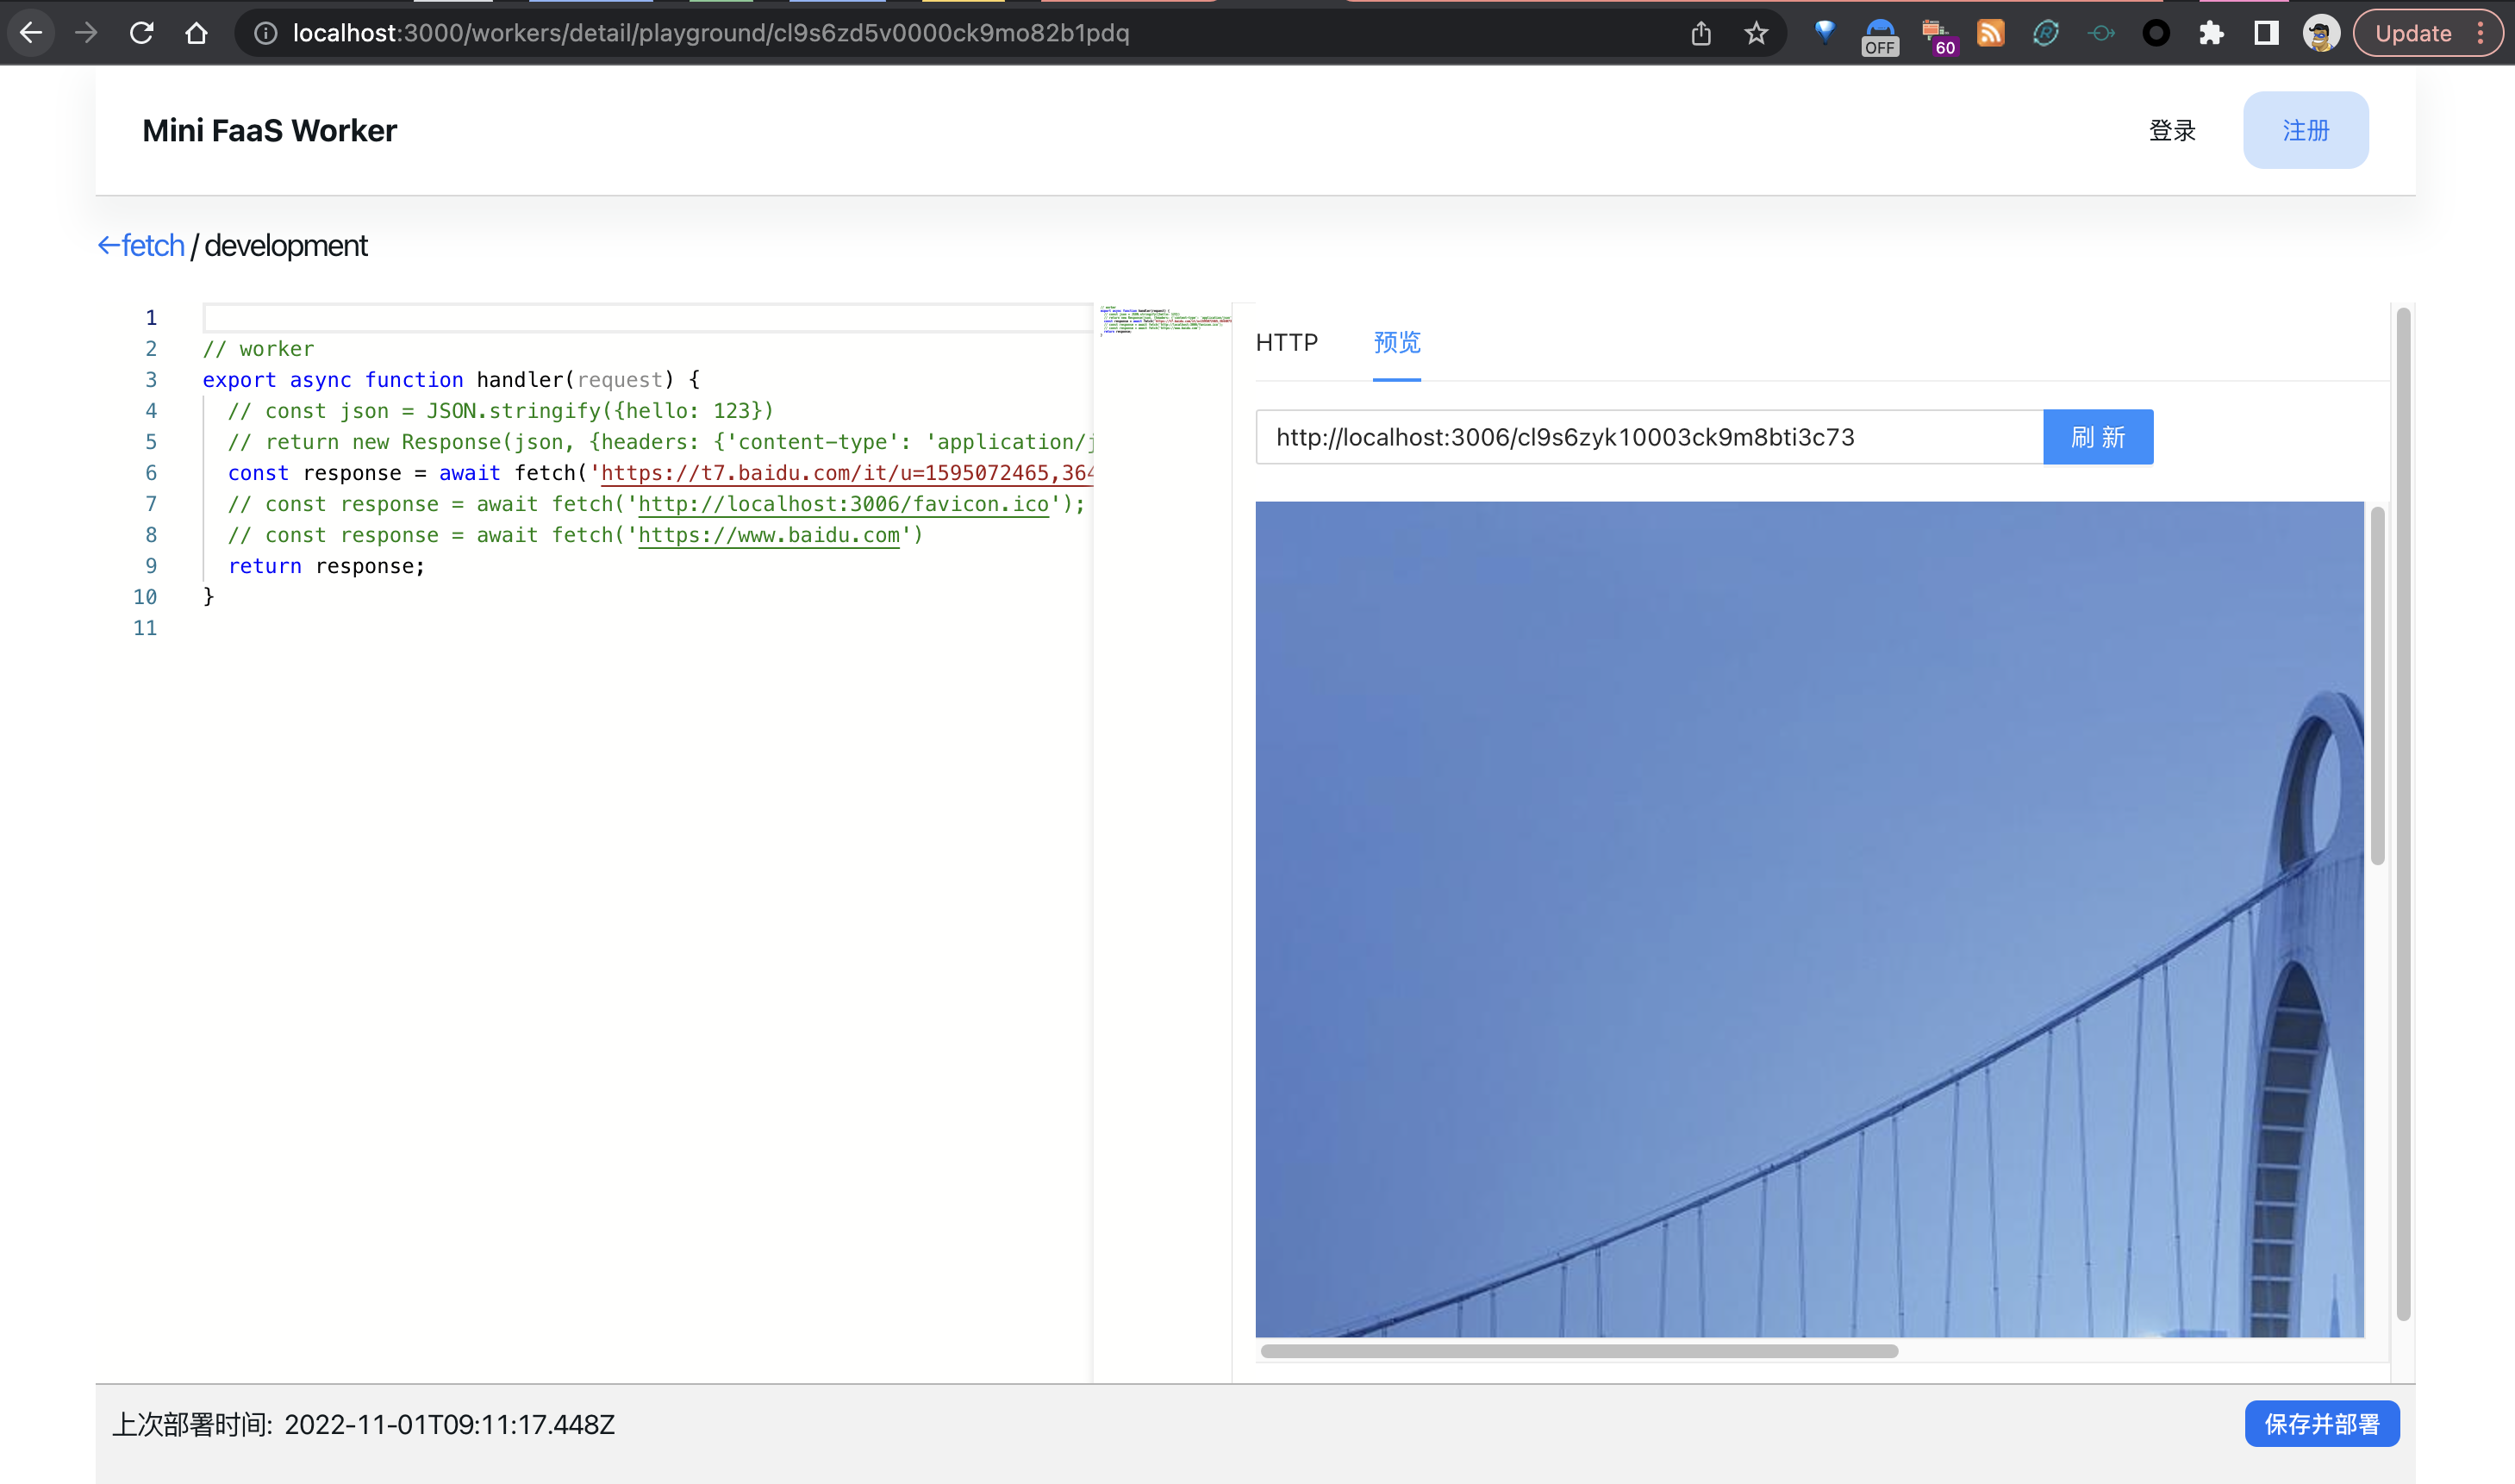 localhost:3000/workers/detail/playground/cl9s6zd5v0000ck9mo82b1pdq
OFF
60
Update
Mini FaaS Worker
登录
注册
←fetch / development
1
2 // worker
3 export async function handler(request) {
4 // const json = JSON.stringify({hello: 123})
5 // return new Response(json, {headers: {'content-type': 'application/j
6 const response = await fetch('https://t7.baidu.com/it/u=1595072465,364
7 // const response = await fetch('http://localhost:3006/favicon.ico');
8 // const response = await fetch('https://www.baidu.com')
9 return response;
10 }
11
HTTP
预览
http://localhost:3006/cl9s6zyk10003ck9m8bti3c73
刷 新
上次部署时间: 2022-11-01T09:11:17.448Z
保存并部署